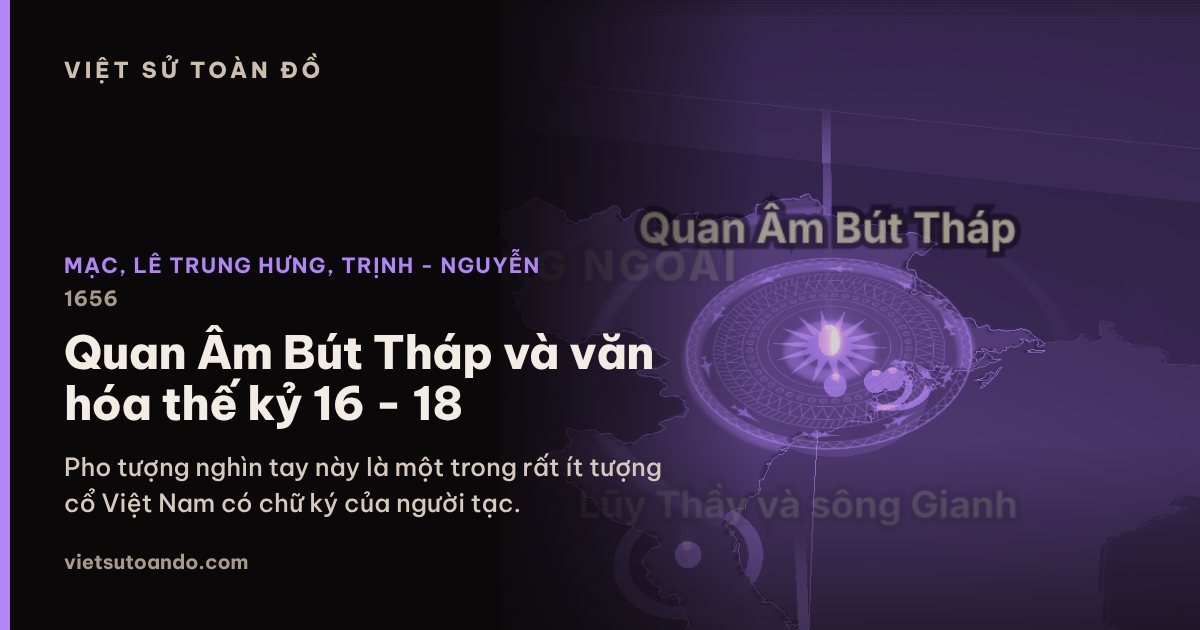 VIỆT SỬ TOÀN ĐỒ
Quan Âm Bút Tháp
NGOÀI
MẠC, LÊ TRUNG HƯNG, TRỊNH - NGUYỄN
1656
Quan Âm Bút Tháp và văn
hóa thế kỷ 16 - 18
Pho tượng nghìn tay này là một trong rất ít tượng
cổ Việt Nam có chữ ký của người tạc.
Lũy Thầy và sông Gianh
vietsutoando.com